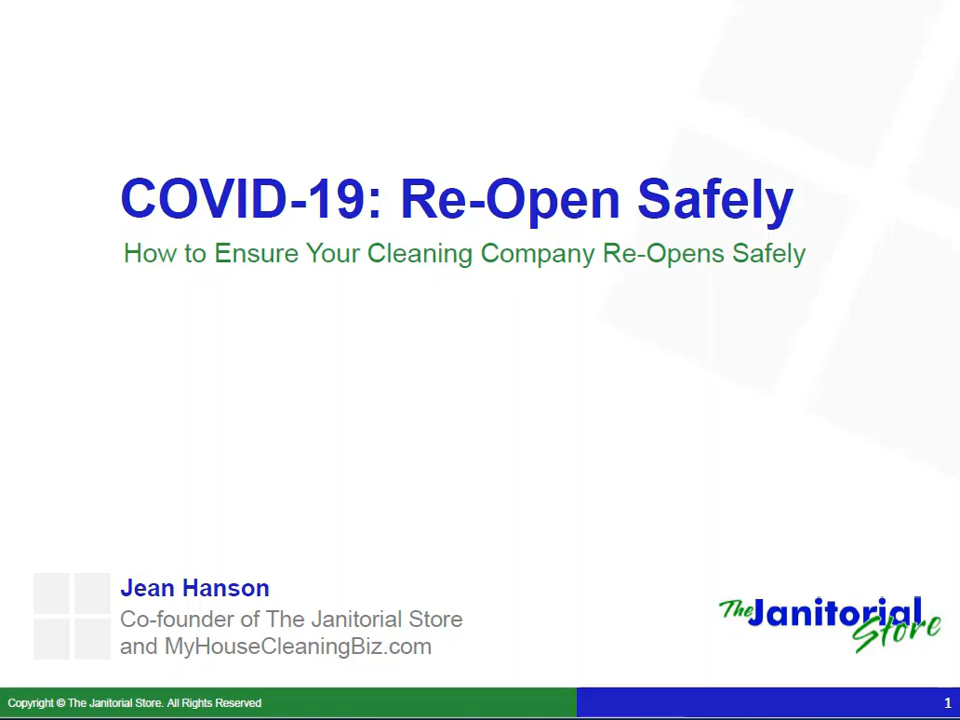 COVID-19: Re-Open Safely
How to Ensure Your Cleaning Company Re-Opens Safely
Jean Hanson
Co-founder of The Janitorial Store
and MyHouseCleaningBiz.com
The Janitorial
Store
Copyright © The Janitorial Store. All Rights Reserved
1